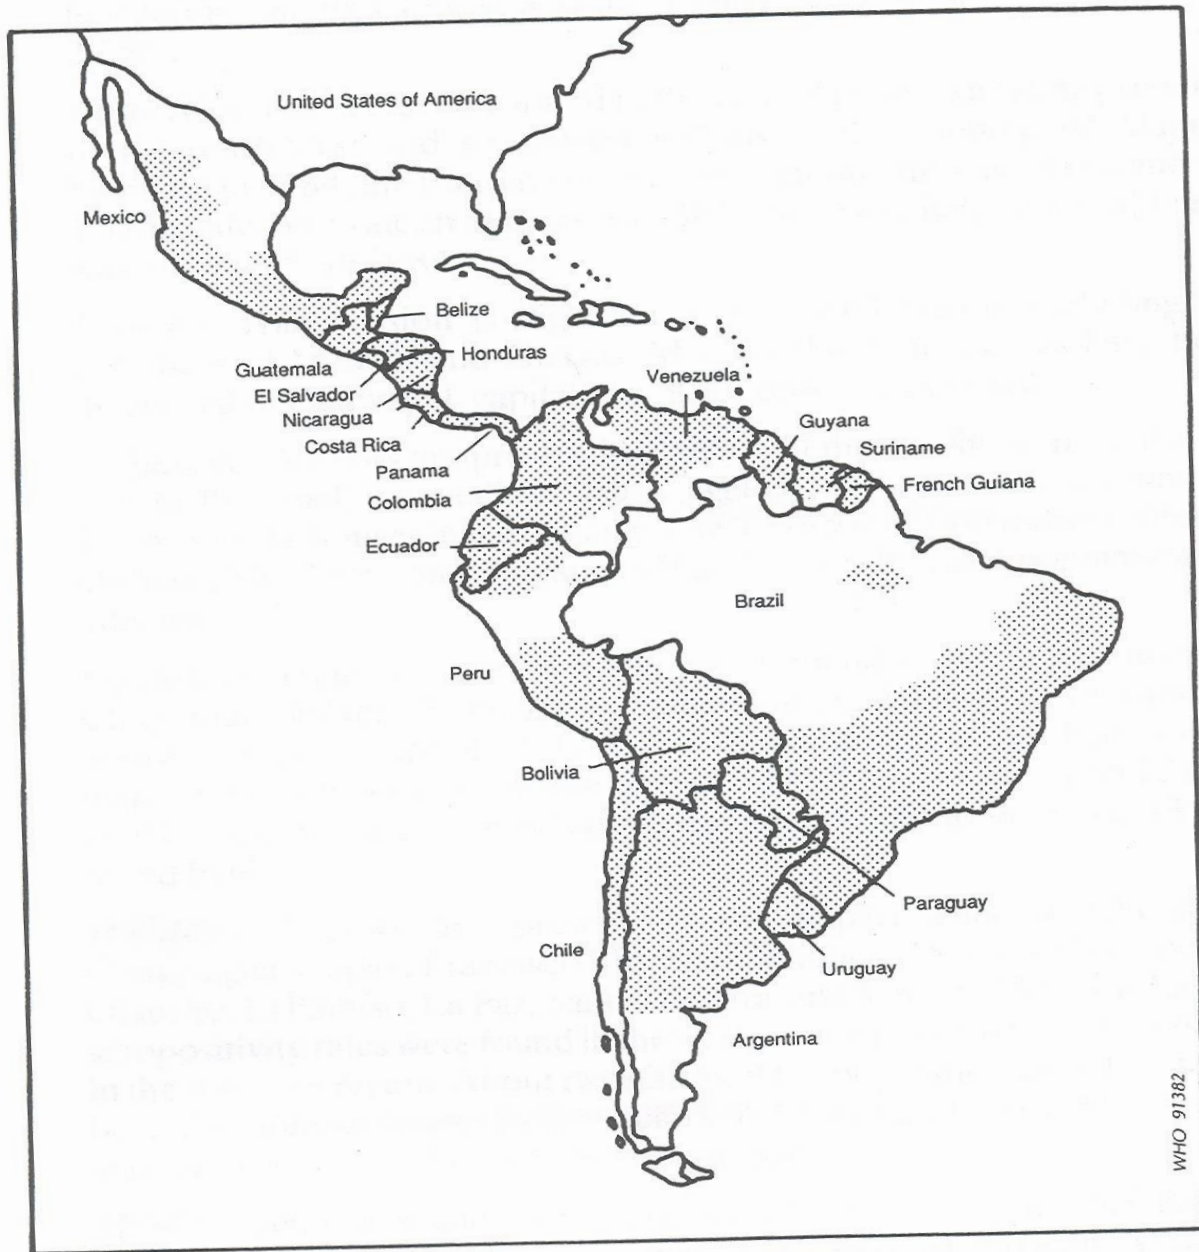 United States of America
Mexico
Belize
Honduras
Guatemala
El Salvador
Nicaragua
Costa Rica
Panama
Venezuela
Guyana
Suriname
French Guiana
Colombia
Ecuador
Brazil
Peru
Bolivia
Paraguay
Chile
Uruguay
Argentina
WHO 91382